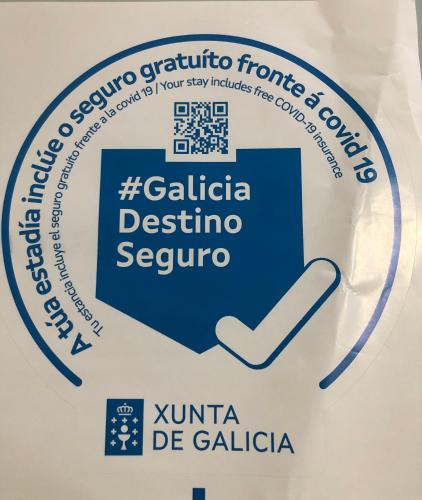 A túa estadía inclúe o seguro gratuíto fronte á covid 19
Tu estancia incluye el seguro gratuito frente a la covid 19 / Your stay includes free COVID-19 insurance
#Galicia
Destino
Seguro
XUNTA
DE GALICIA